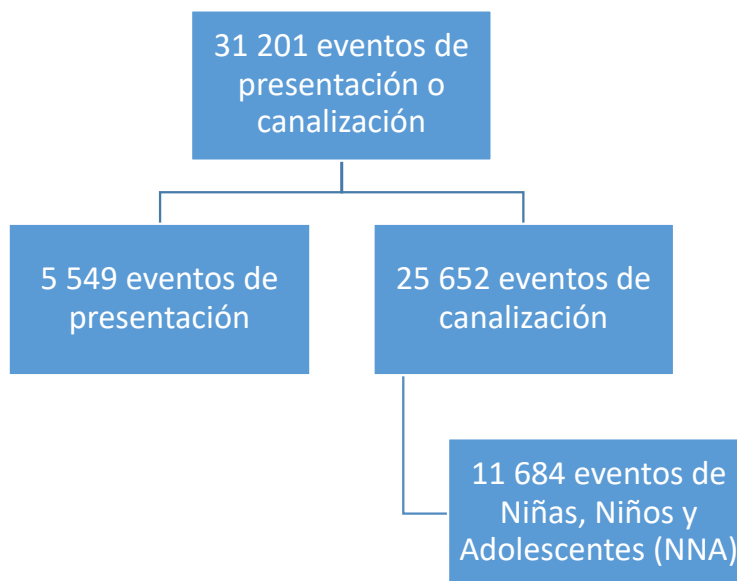 31 201 eventos de
presentación o
canalización
5 549 eventos de
presentación
25 652 eventos de
canalización
11 684 eventos de
Niñas, Niños y
Adolescentes (NNA)